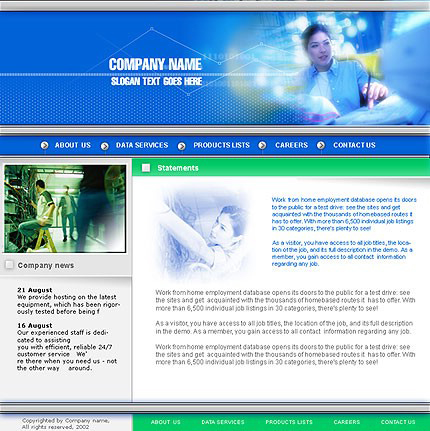 COMPANY NAME
SLOGAN TEXT GOES HERE
ABOUT US
DATA SERVICES
PRODUCTS LISTS
CAREERS
CONTACT US
Statements
Work from home employment database opens its doors
to the public for a test drive: see the sites and get
acquainted with the thousands of homebased routes it
has to offer. With more than 6,500 individual job listings
in 30 categories, there's plenty to see!
As a visitor, you have access to all job titles, the loca-
tion of the job, and its full description in the demo. As a
member, you gain access to all contact information
regarding any job.
Company news
21 August
We provide hosting on the latest
equipment, which has been rigor-
ously tested before being f
16 August
Our experienced staff is dedi-
cated to assisting
you with efficient, reliable 24/7
customer service We'
re there when you need us - not
the other way around.
Work from home employment database opens its doors to the public for a test drive: see
the sites and get acquainted with the thousands of homebased routes it has to offer. With
more than 6,500 individual job listings in 30 categories, there's plenty to see!
As a visitor, you have access to all job titles, the location of the job, and its full description
in the demo. As a member, you gain access to all contact information regarding any job.
Work from home employment database opens its doors to the public for a test drive: see
the sites and get acquainted with the thousands of homebased routes it has to offer. With
more than 6,500 individual job listings in 30 categories, there's plenty to see!
Copyrighted by Company name,
All rights reserved, 2002
ABOUT US
DATA SERVICES
PRODUCTS LISTS
CAREERS
CONTACT US